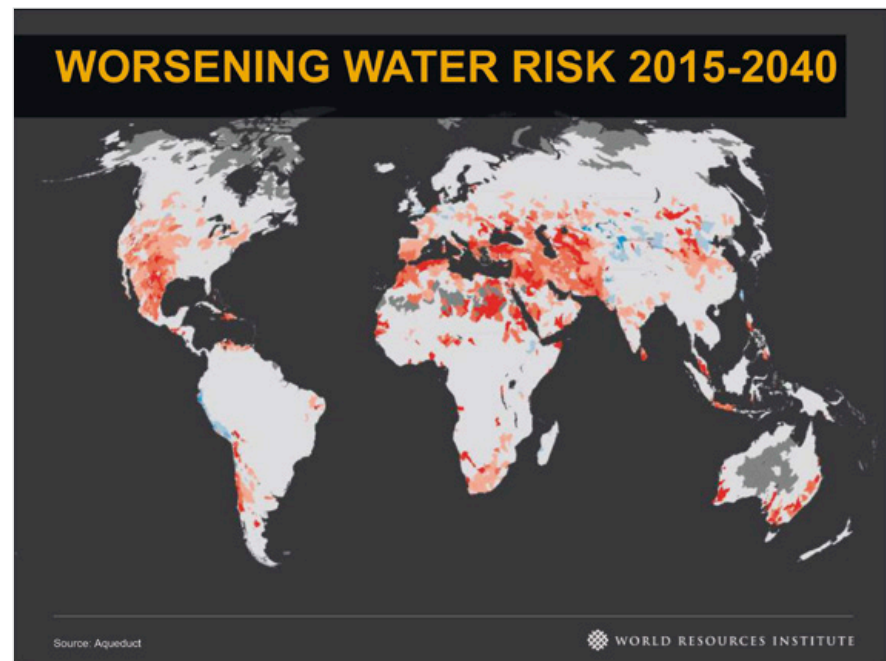 WORSENING WATER RISK 2015-2040
Source: Aqueduct
WORLD RESOURCES INSTITUTE